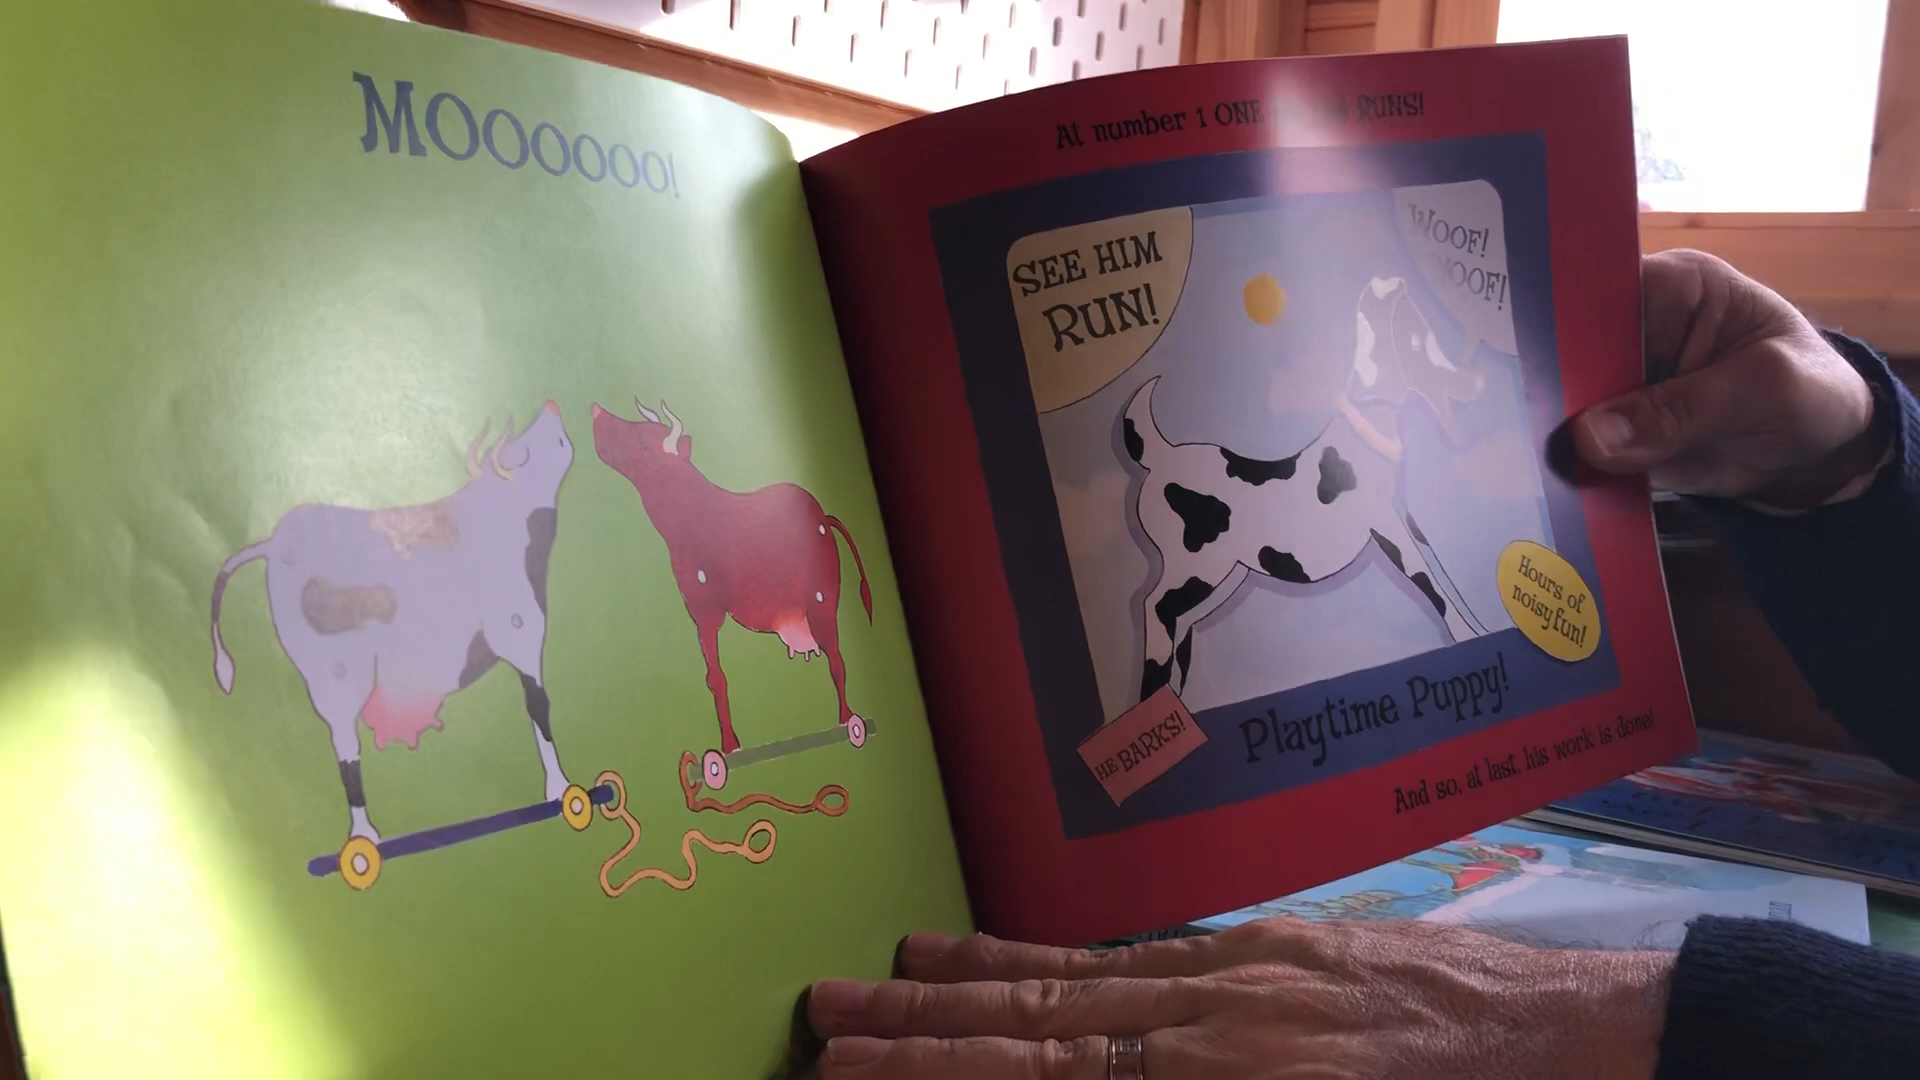 MOOOOOO!
At number 1 ONE RUNS!
SEE HIM
RUN!
WOOF!
WOOF!
Hours of
noisy fun!
HE BARKS!
Playtime Puppy!
And so, at last, his work is done!